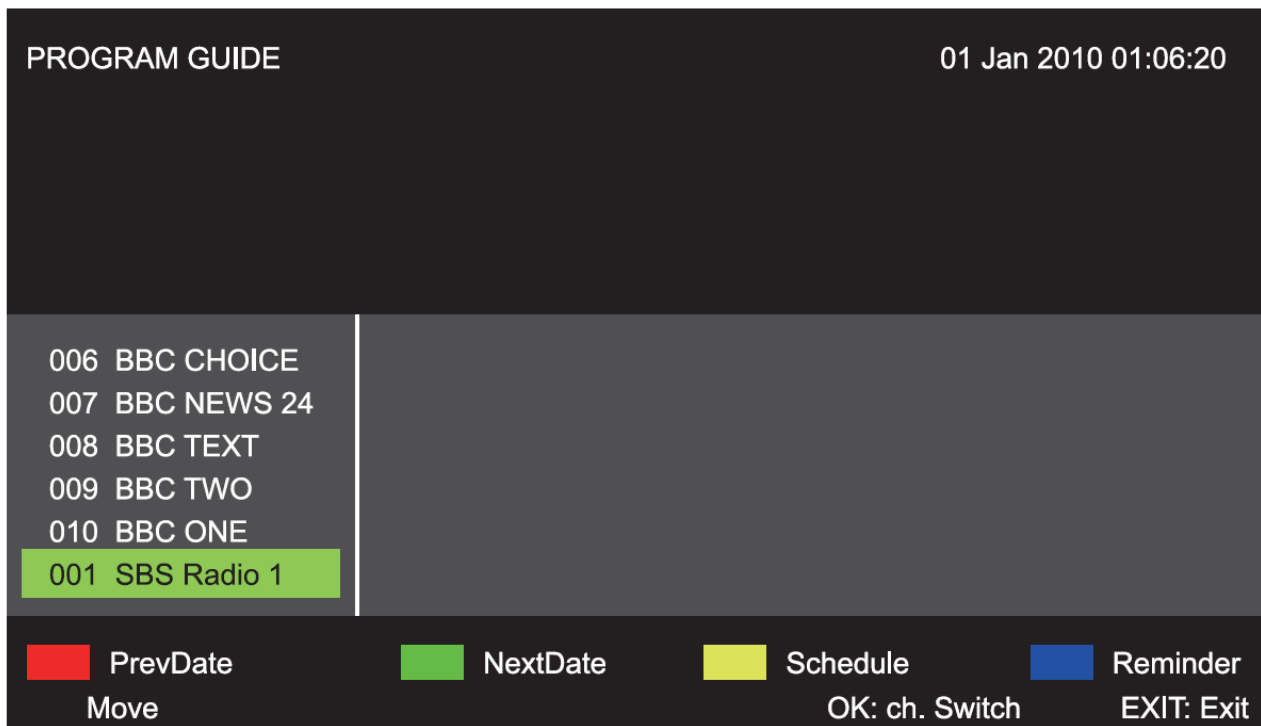 PROGRAM GUIDE 01 Jan 2010 01:06:20
006 BBC CHOICE
007 BBC NEWS 24
008 BBC TEXT
009 BBC TWO
010 BBC ONE
001 SBS Radio 1
PrevDate NextDate Schedule Reminder
Move OK: ch. Switch EXIT: Exit